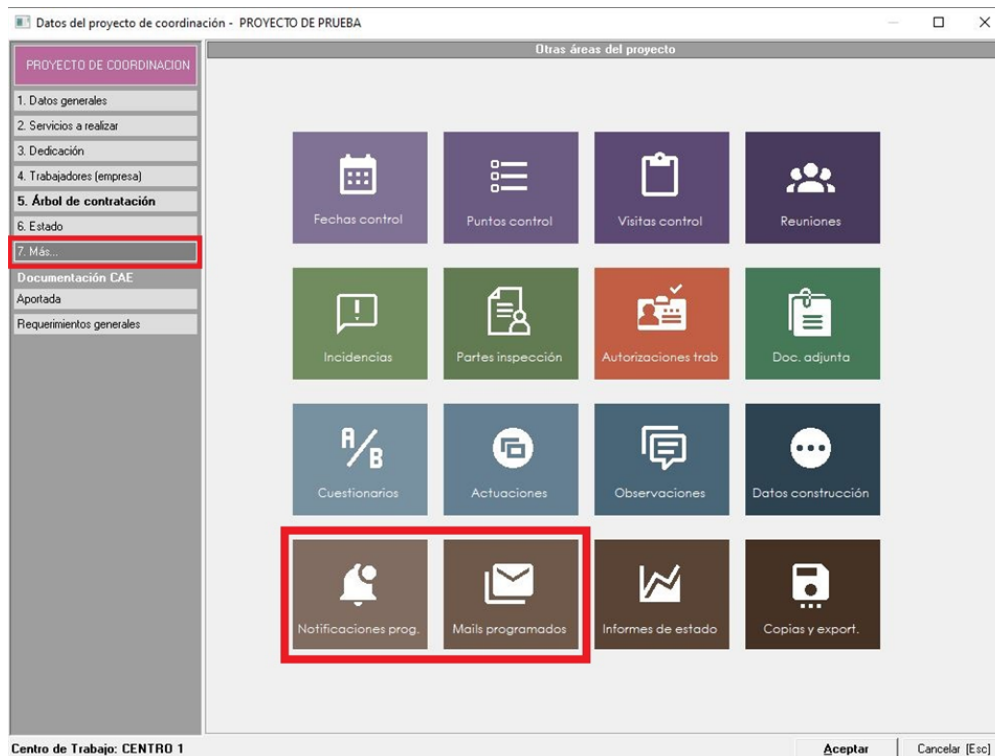 Datos del proyecto de coordinación - PROYECTO DE PRUEBA
PROYECTO DE COORDINACION
1. Datos generales
2. Servicios a realizar
3. Dedicación
4. Trabajadores (empresa)
5. Árbol de contratación
6. Estado
7. Más...
Documentación CAE
Aportada
Requerimientos generales
Otras áreas del proyecto
Fechas control
Puntos control
Visitas control
Reuniones
Incidencias
Partes inspección
Autorizaciones trab
Doc. adjunta
A/B
Cuestionarios
Actuaciones
Observaciones
Datos construcción
Notificaciones prog.
Mails programados
Informes de estado
Copias y export.
Centro de Trabajo: CENTRO 1
Aceptar
Cancelar [Esc]